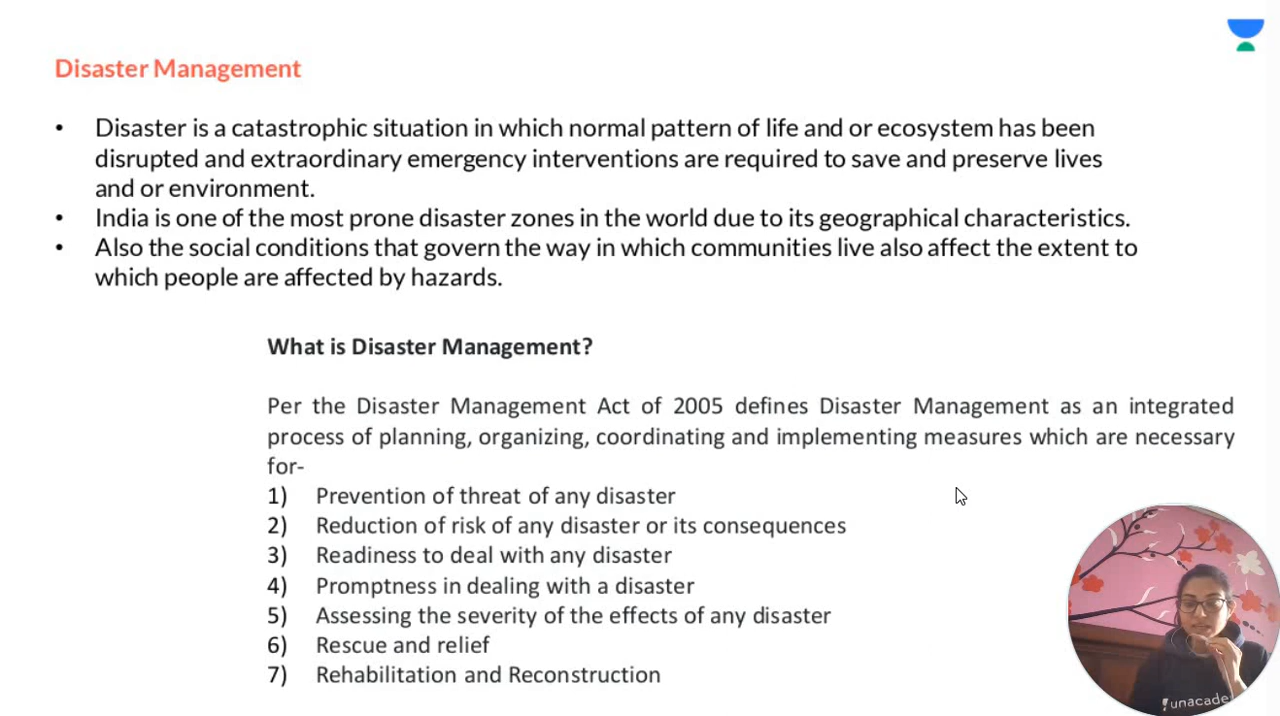 Disaster Management
• Disaster is a catastrophic situation in which normal pattern of life and or ecosystem has been
disrupted and extraordinary emergency interventions are required to save and preserve lives
and or environment.
• India is one of the most prone disaster zones in the world due to its geographical characteristics.
• Also the social conditions that govern the way in which communities live also affect the extent to
which people are affected by hazards.
What is Disaster Management?
Per the Disaster Management Act of 2005 defines Disaster Management as an integrated
process of planning, organizing, coordinating and implementing measures which are necessary
for-
1) Prevention of threat of any disaster
2) Reduction of risk of any disaster or its consequences
3) Readiness to deal with any disaster
4) Promptness in dealing with a disaster
5) Assessing the severity of the effects of any disaster
6) Rescue and relief
7) Rehabilitation and Reconstruction
unacade